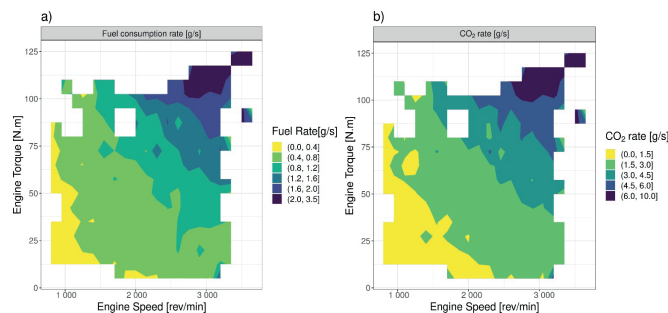 a)
Fuel consumption rate [g/s]
Engine Torque [N.m]
125
100
75
50
25
0
1 000
2 000
3 000
Engine Speed [rev/min]
Fuel Rate[g/s]
(0.0, 0.4]
(0.4, 0.8]
(0.8, 1.2]
(1.2, 1.6]
(1.6, 2.0]
(2.0, 3.5]
b)
CO₂ rate [g/s]
Engine Torque [N.m]
125
100
75
50
25
0
1 000
2 000
3 000
Engine Speed [rev/min]
CO₂ rate [g/s]
(0.0, 1.5]
(1.5, 3.0]
(3.0, 4.5]
(4.5, 6.0]
(6.0, 10.0]